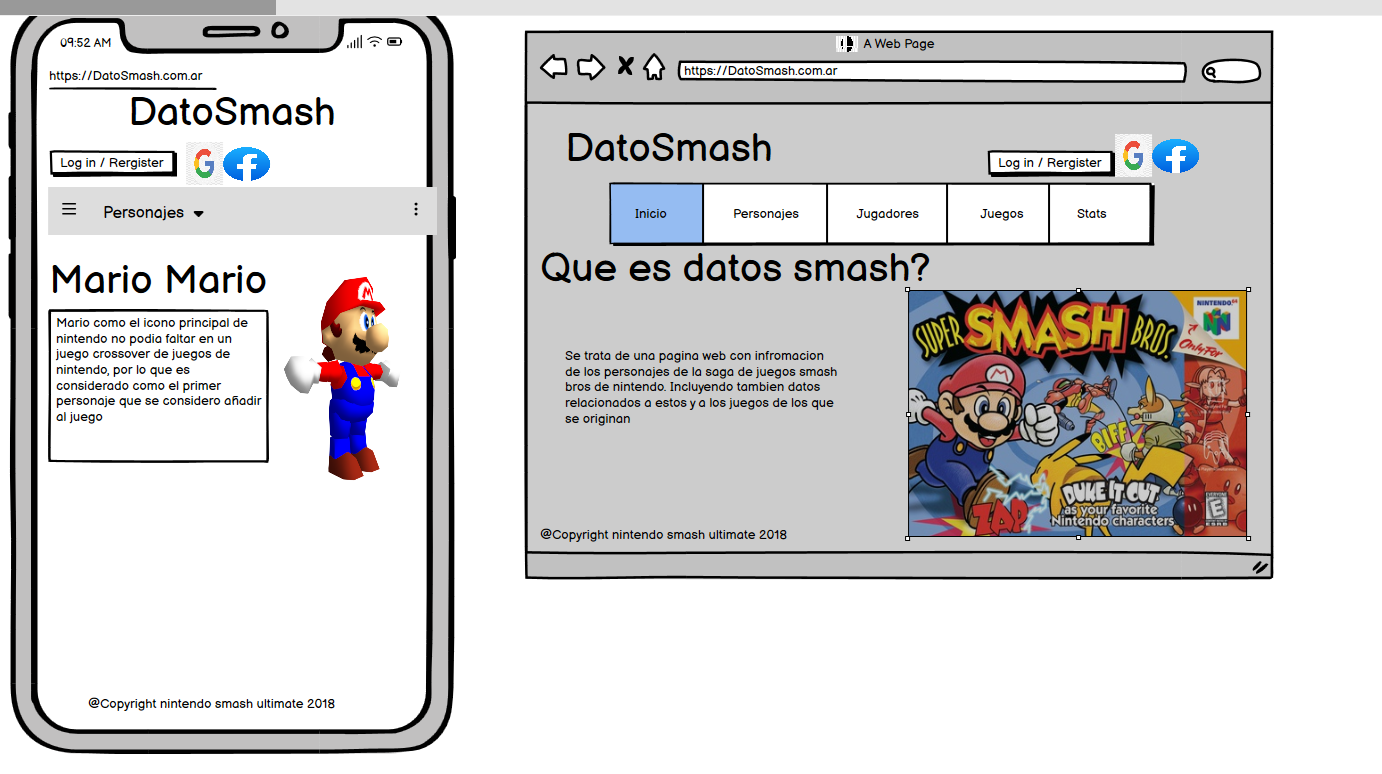 09:52 AM
https://DatoSmash.com.ar
DatoSmash
Log in / Rergister
G
f
Personajes
Mario Mario
M
Mario como el icono principal de
nintendo no podia faltar en un
juego crossover de juegos de
nintendo, por lo que es
considerado como el primer
personaje que se considero añadir
al juego
@Copyright nintendo smash ultimate 2018
A Web Page
https://DatoSmash.com.ar
DatoSmash
Log in / Rergister
G
f
Inicio
Personajes
Jugadores
Juegos
Stats
Que es datos smash?
Se trata de una pagina web con infromacion
de los personajes de la saga de juegos smash
bros de nintendo. Incluyendo tambien datos
relacionados a estos y a los juegos de los que
se originan
SUPER SMASH BROS.
NINTENDO 64
N
Only For
M
BIFF
ZAP
DUKE IT OUT
as your favorite
Nintendo characters
EVERYONE
E
ESRB
@Copyright nintendo smash ultimate 2018